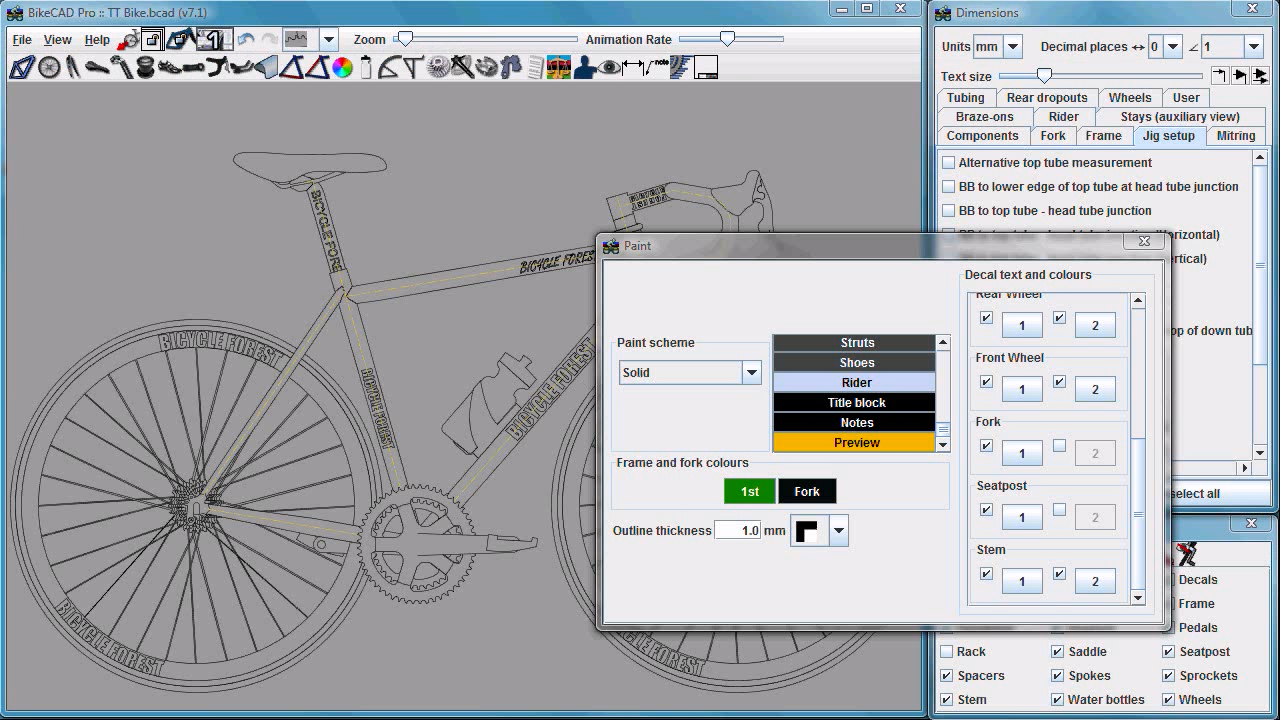 BikeCAD Pro :: TT Bike.bcad (v7.1)
File View Help
Zoom
Animation Rate
note
Dimensions
Units mm Decimal places 0 1
Text size
Tubing Rear dropouts Wheels User
Braze-ons Rider Stays (auxiliary view)
Components Fork Frame Jig setup Mitring
Alternative top tube measurement
BB to lower edge of top tube at head tube junction
BB to top tube - head tube junction
BICYCLE FOREST
BICYCLE FOREST
BICYCLE FOREST
BICYCLE FOREST
BICYCLE FOREST
BICYCLE FOREST
BICYCLE FOREST
BICYCLE FOREST
Paint
Paint scheme
Solid
Struts
Shoes
Rider
Title block
Notes
Preview
Frame and fork colours
1st Fork
Outline thickness 1.0 mm
Decal text and colours
Rear Wheel
1 2
Front Wheel
1 2
Fork
1 2
Seatpost
1 2
Stem
1 2
op of down tub
select all
Decals
Frame
Pedals
Rack Saddle Seatpost
Spacers Spokes Sprockets
Stem Water bottles Wheels